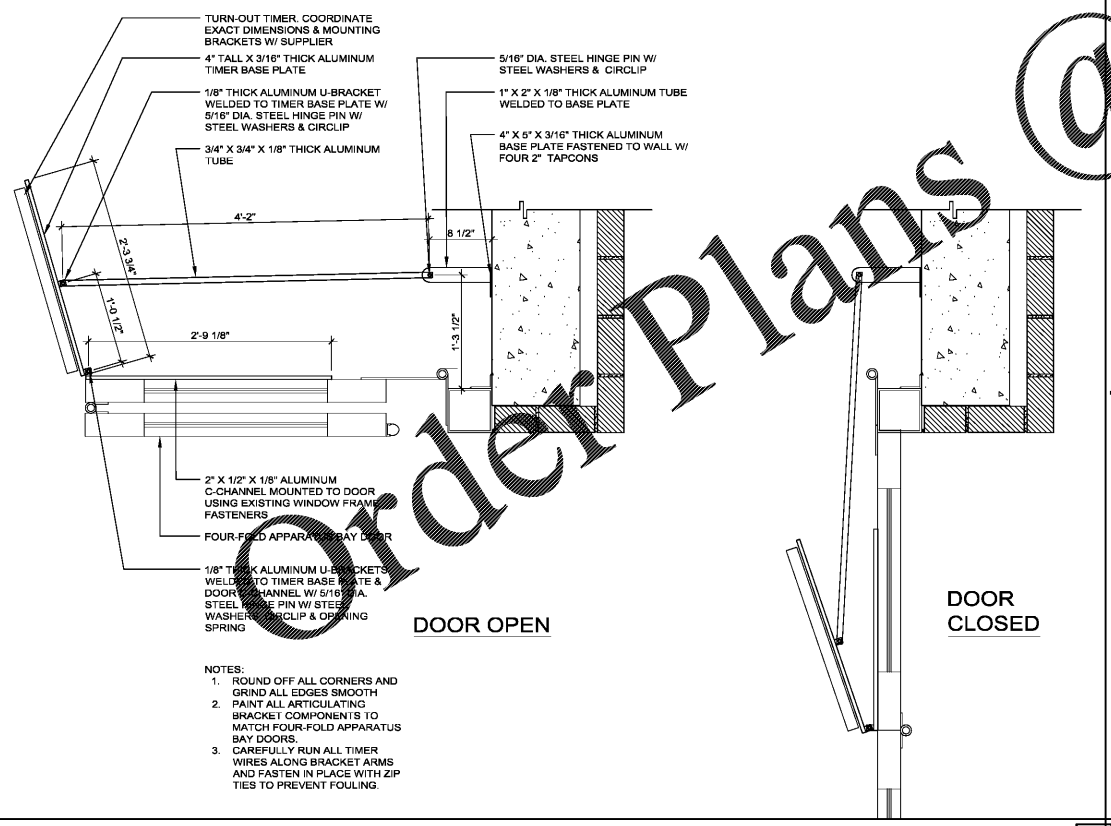 TURN-OUT TIMER. COORDINATE
EXACT DIMENSIONS & MOUNTING
BRACKETS W/ SUPPLIER
4" TALL X 3/16" THICK ALUMINUM
TIMER BASE PLATE
1/8" THICK ALUMINUM U-BRACKET
WELDED TO TIMER BASE PLATE W/
5/16" DIA. STEEL HINGE PIN W/
STEEL WASHERS & CIRCLIP
3/4" X 3/4" X 1/8" THICK ALUMINUM
TUBE
5/16" DIA. STEEL HINGE PIN W/
STEEL WASHERS & CIRCLIP
1" X 2" X 1/8" THICK ALUMINUM TUBE
WELDED TO BASE PLATE
4" X 5" X 3/16" THICK ALUMINUM
BASE PLATE FASTENED TO WALL W/
FOUR 2" TAPCONS
4'-2"
8 1/2"
2'-3 3/4"
1'-0 1/2"
2'-9 1/8"
1'-3 1/2"
2" X 1/2" X 1/8" ALUMINUM
C-CHANNEL MOUNTED TO DOOR
USING EXISTING WINDOW FRAME
FASTENERS
FOUR-FOLD APPARATUS BAY DOOR
1/8" THICK ALUMINUM U-BRACKETS
WELDED TO TIMER BASE PLATE &
DOOR C-CHANNEL W/ 5/16" DIA.
STEEL HINGE PIN W/ STEEL
WASHERS, CIRCLIP & OPENING
SPRING
DOOR OPEN
DOOR
CLOSED
NOTES:
1. ROUND OFF ALL CORNERS AND
GRIND ALL EDGES SMOOTH
2. PAINT ALL ARTICULATING
BRACKET COMPONENTS TO
MATCH FOUR-FOLD APPARATUS
BAY DOORS.
3. CAREFULLY RUN ALL TIMER
WIRES ALONG BRACKET ARMS
AND FASTEN IN PLACE WITH ZIP
TIES TO PREVENT FOULING.
Order Plans @